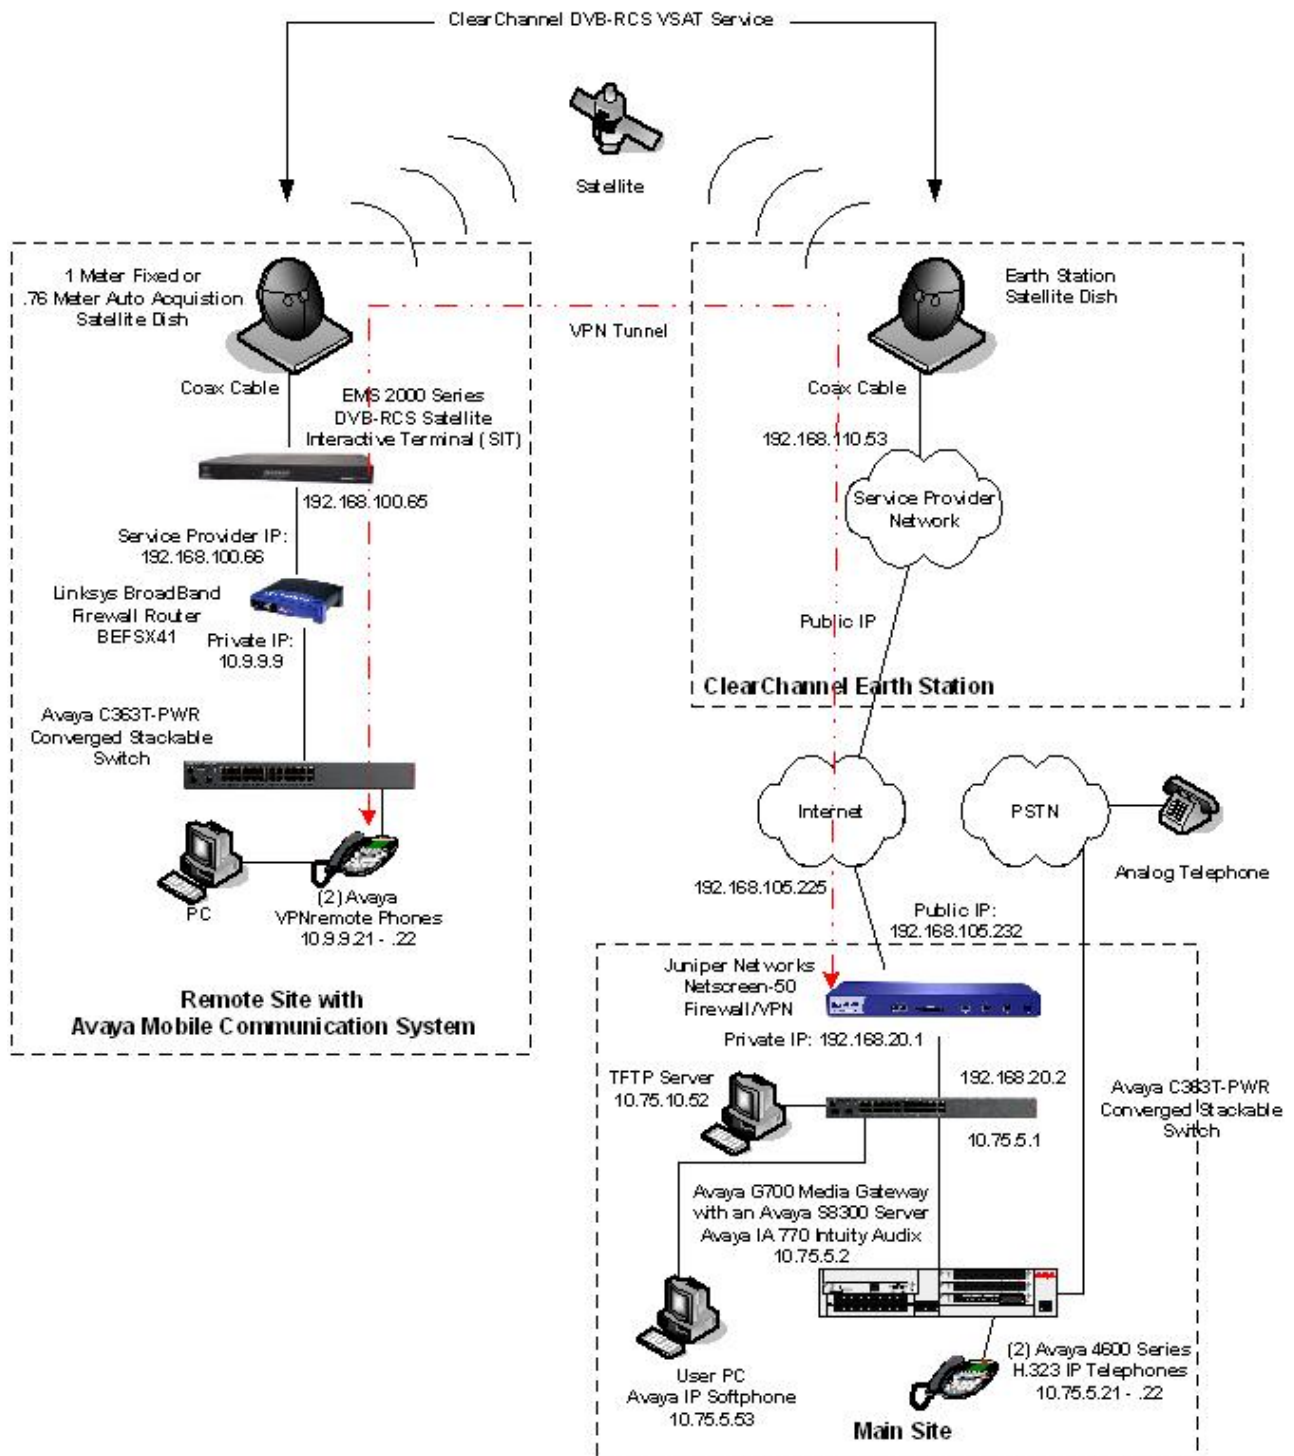 ClearChannel DVB-RCS VSAT Service
Satellite
1 Meter Fixed or
.76 Meter Auto Acquistion
Satellite Dish
Coax Cable
EMS 2000 Series
DVB-RCS Satellite
Interactive Terminal (SIT)
192.168.100.65
Service Provider IP:
192.168.100.66
Linksys BroadBand
Firewall Router
BEFSX41
Private IP:
10.9.9.9
Avaya C363T-PWR
Converged Stackable
Switch
PC
(2) Avaya
VPNremote Phones
10.9.9.21 - .22
Remote Site with
Avaya Mobile Communication System
VPN Tunnel
Earth Station
Satellite Dish
Coax Cable
192.168.110.53
Service Provider
Network
Public IP
ClearChannel Earth Station
Internet
PSTN
Analog Telephone
192.168.105.225
Public IP:
192.168.105.232
Juniper Networks
Netscreen-50
Firewall/VPN
Private IP: 192.168.20.1
TFTP Server
10.75.10.52
192.168.20.2
10.75.5.1
Avaya C363T-PWR
Converged Stackable
Switch
Avaya G700 Media Gateway
with an Avaya S8300 Server
Avaya IA 770 Intuity Audix
10.75.5.2
User PC
Avaya IP Softphone
10.75.5.53
(2) Avaya 4600 Series
H.323 IP Telephones
10.75.5.21 - .22
Main Site